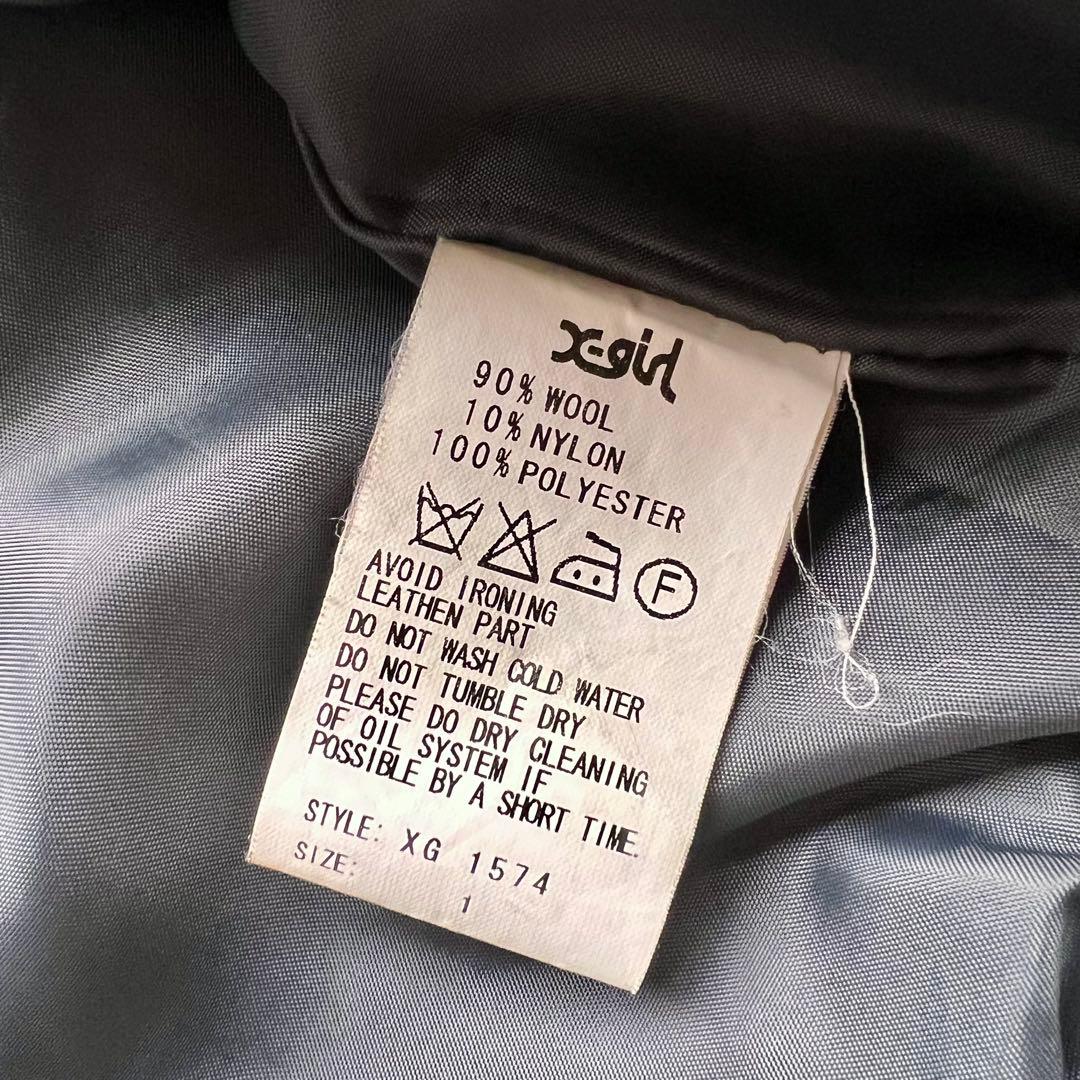 X-girl
90% WOOL
10% NYLON
100% POLYESTER
F
AVOID IRONING
LEATHEN PART
DO NOT WASH COLD WATER
DO NOT TUMBLE DRY
PLEASE DO DRY CLEANING
OF OIL SYSTEM IF
POSSIBLE BY A SHORT TIME.
STYLE: XG 1574
SIZE: 1